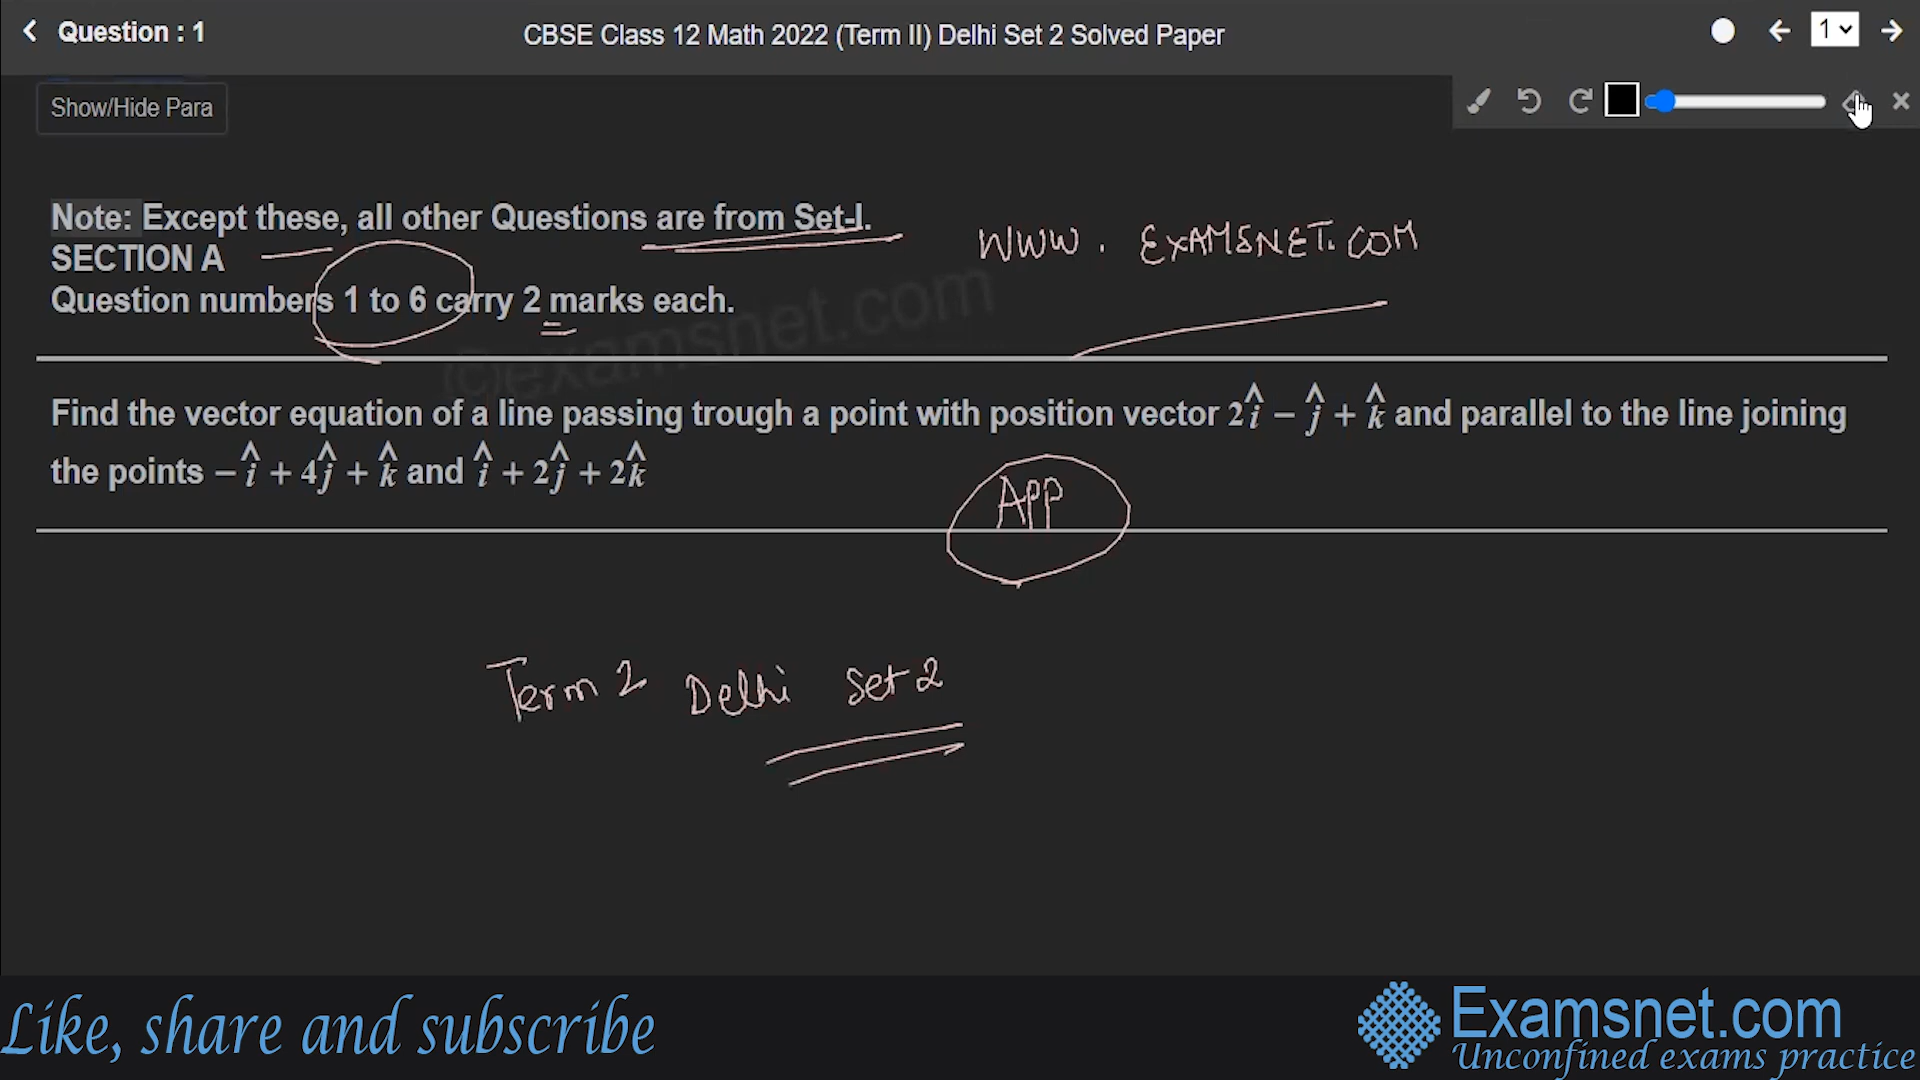 Question : 1
CBSE Class 12 Math 2022 (Term II) Delhi Set 2 Solved Paper
1
Show/Hide Para
Note: Except these, all other Questions are from Set-I.
WWW. EXAMSNET.COM
SECTION A
Question numbers 1 to 6 carry 2 marks each.
©examsnet.com
Find the vector equation of a line passing trough a point with position vector 2î − ĵ + k̂ and parallel to the line joining
the points −î + 4ĵ + k̂ and î + 2ĵ + 2k̂
APP
Term 2 Delhi Set 2
Like, share and subscribe
Examsnet.com
Unconfined exams practice